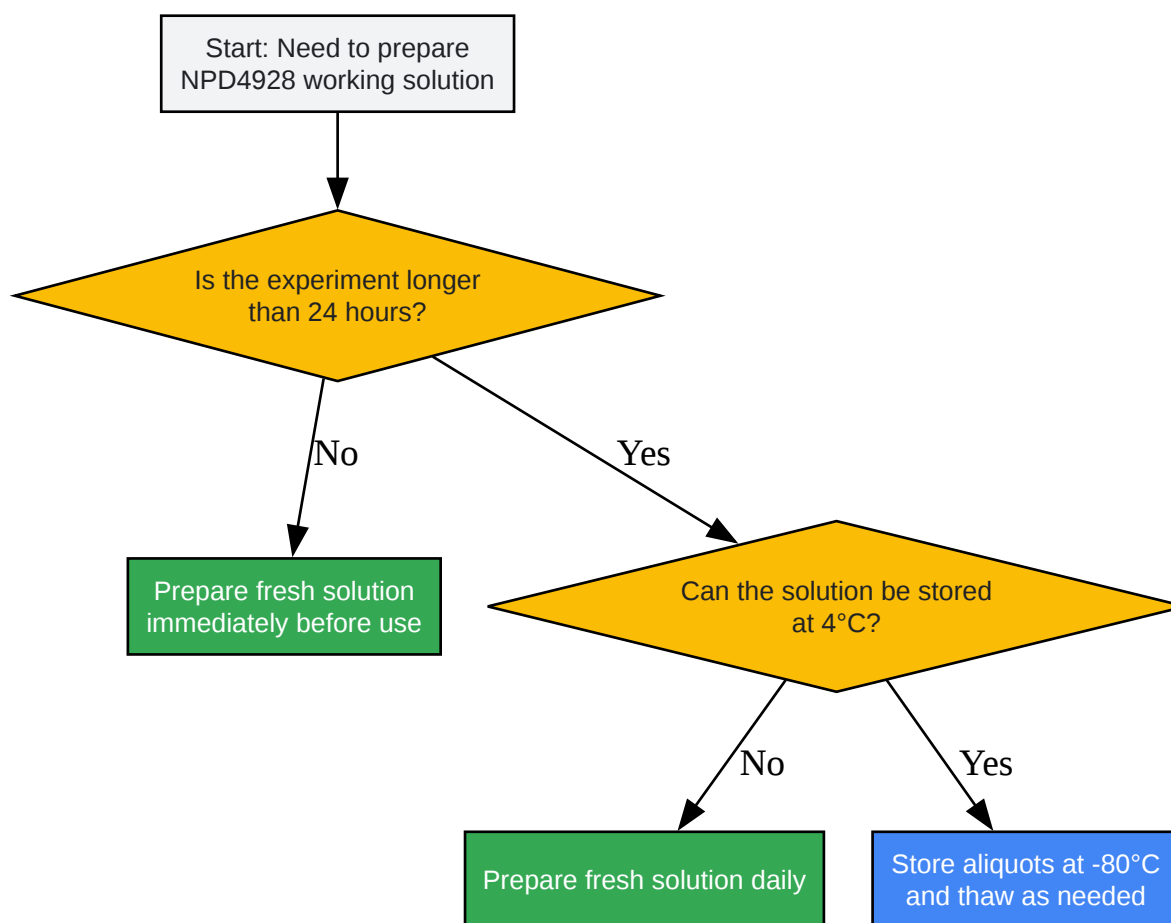 Start: Need to prepare
NPD4928 working solution
Is the experiment longer
than 24 hours?
No
Yes
Prepare fresh solution
immediately before use
Can the solution be stored
at 4°C?
No
Yes
Prepare fresh solution daily
Store aliquots at -80°C
and thaw as needed